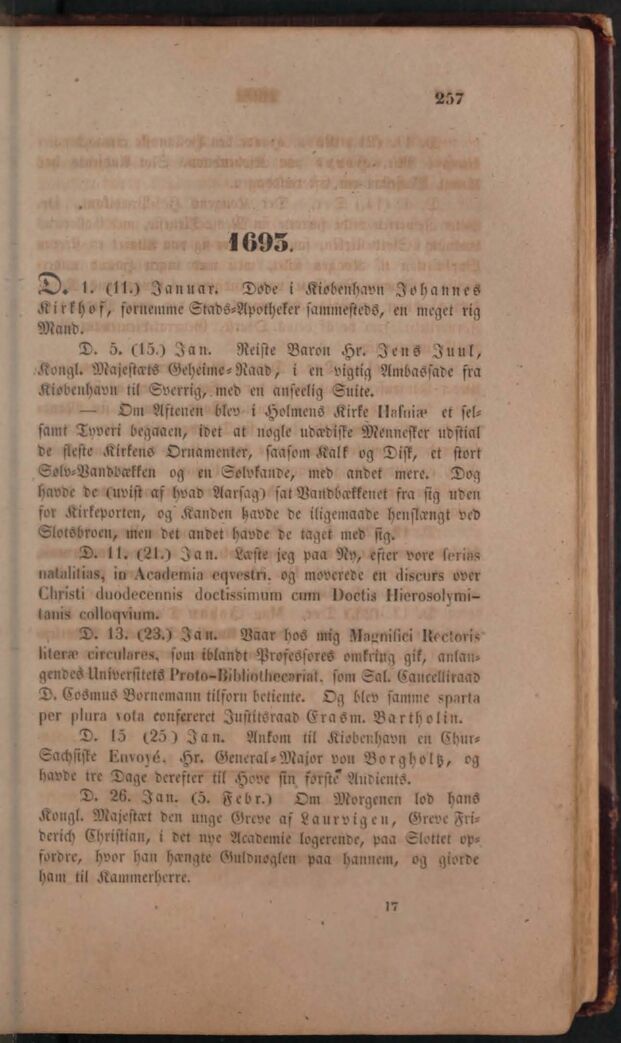 257
1695.
D. 1. (11.) Januar. Døde i Kiøbenhavn Johannes
Kirkhof, fornemme Stads-Apotheker sammesteds, en meget rig
Mand.
D. 5. (15.) Jan. Reiste Baron Hr. Jens Juul,
Kongl. Majestæts Geheime-Raad, i en vigtig Ambassade fra
Kiøbenhavn til Sverrig, med en anseelig Suite.
— Om Aftenen blev i Holmens Kirke Hafniæ et sel-
samt Tyveri begaaen, idet at nogle udædiske Mennesker udstial
de fleste Kirkens Ornamenter, saasom Kalk og Disk, et stort
Sølv-Vandbækken og en Sølvkande, med andet mere. Dog
havde de (uvist af hvad Aarsag) sat Vandbækkenet fra sig uden
for Kirkeporten, og Kanden havde de iligemaade henslængt ved
Slotsbroen, men det andet havde de taget med sig.
D. 11. (21.) Jan. Læste jeg paa Ny, efter vore ferias
natalitias, in Academia eqvestri, og moverede en discurs over
Christi duodecennis doctissimum cum Doctis Hierosolymi-
tanis colloqvium.
D. 13. (23.) Jan. Vaar hos mig Magnifici Rectoris
literæ circulares, som iblandt Professores omkring gik, anlan-
gendes Universitets Proto-Bibliothecariat, som Sal. Cancelliraad
D. Cosmus Bornemann tilforn betiente. Og blev samme sparta
per plura vota confereret Justitsraad Erasm. Bartholin.
D. 15 (25) Jan. Ankom til Kiøbenhavn en Chur-
Sachsiske Envoyé, Hr. General-Major von Borgholtz, og
havde tre Dage derefter til Hove sin første Audients.
D. 26. Jan. (5. Febr.) Om Morgenen lod hans
Kongl. Majestæt den unge Greve af Laurvigen, Greve Fri-
derich Christian, i det nye Academie logerende, paa Slottet op-
fordre, hvor han hængte Guldnøglen paa hannem, og giorde
ham til Kammerherre.
17